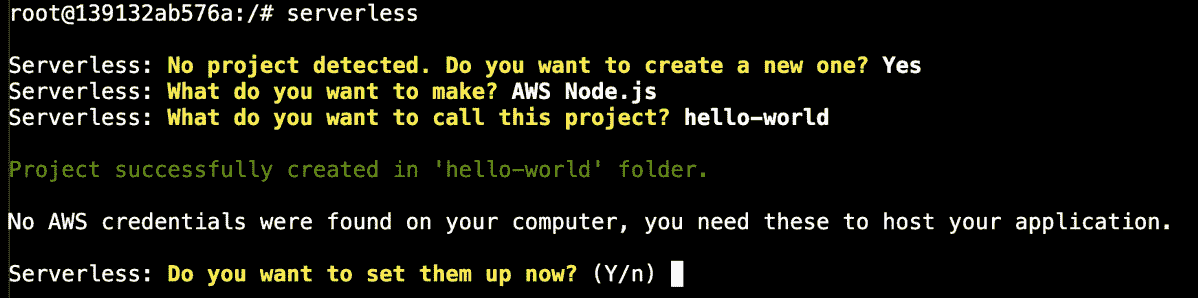 root@139132ab576a:/# serverless
Serverless: No project detected. Do you want to create a new one? Yes
Serverless: What do you want to make? AWS Node.js
Serverless: What do you want to call this project? hello-world
Project successfully created in 'hello-world' folder.
No AWS credentials were found on your computer, you need these to host your application.
Serverless: Do you want to set them up now? (Y/n)